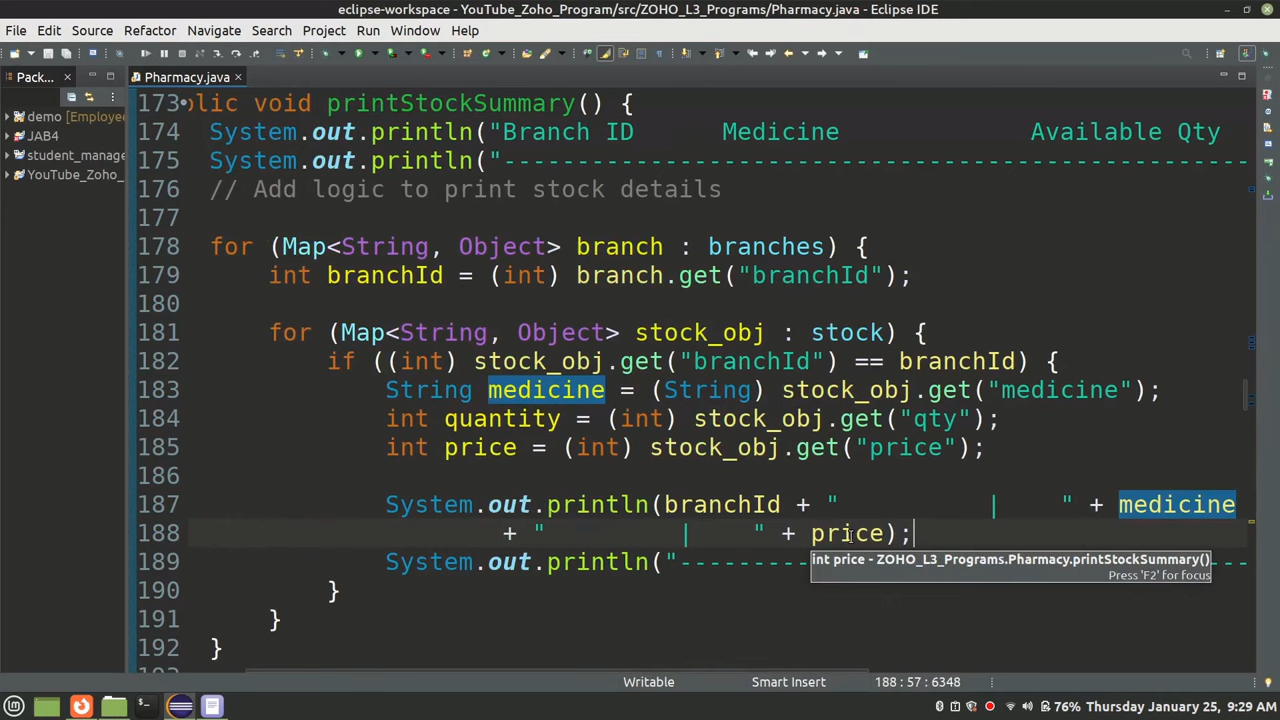 eclipse-workspace - YouTube_Zoho_Program/src/ZOHO_L3_Programs/Pharmacy.java - Eclipse IDE
File Edit Source Refactor Navigate Search Project Run Window Help
Pack... × Pharmacy.java ×
demo [Employee
JAB4
student_manage
YouTube_Zoho_
173 lic void printStockSummary() {
174 System.out.println("Branch ID      Medicine             Available Qty
175 System.out.println("---------------------------------------------------
176 // Add logic to print stock details
177
178 for (Map<String, Object> branch : branches) {
179     int branchId = (int) branch.get("branchId");
180
181     for (Map<String, Object> stock_obj : stock) {
182         if ((int) stock_obj.get("branchId") == branchId) {
183             String medicine = (String) stock_obj.get("medicine");
184             int quantity = (int) stock_obj.get("qty");
185             int price = (int) stock_obj.get("price");
186
187             System.out.println(branchId + "          |    " + medicine
188                     + "         |    " + price);
189             System.out.println("---------
int price - ZOHO_L3_Programs.Pharmacy.printStockSummary()
Press 'F2' for focus
190         }
191     }
192 }
193
Writable Smart Insert 188 : 57 : 6348
76% Thursday January 25, 9:29 AM